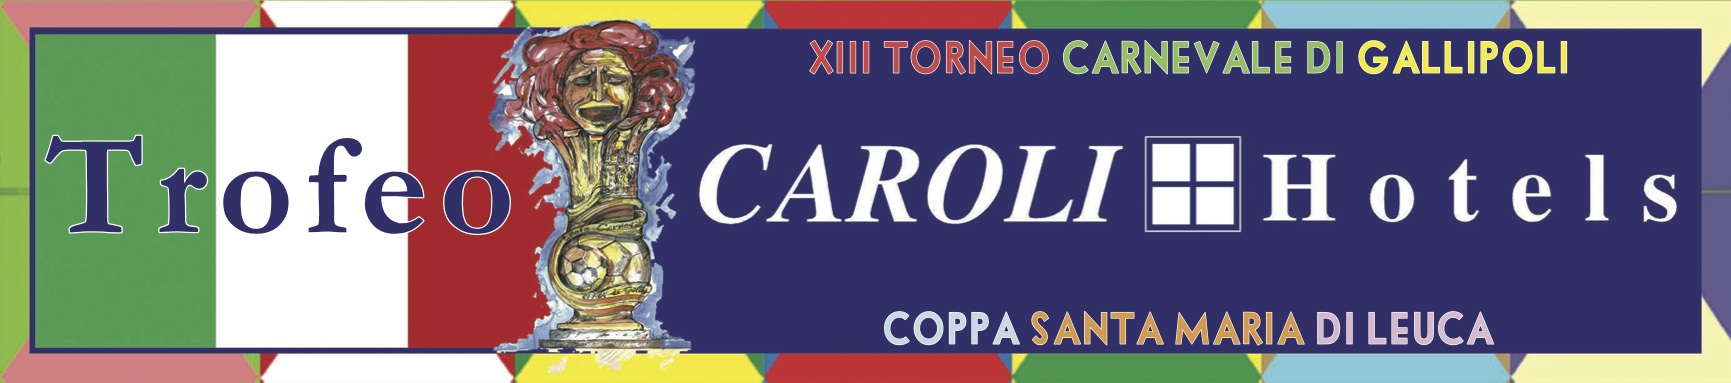 XIII TORNEO CARNEVALE DI GALLIPOLI
Trofeo CAROLI Hotels
COPPA SANTA MARIA DI LEUCA